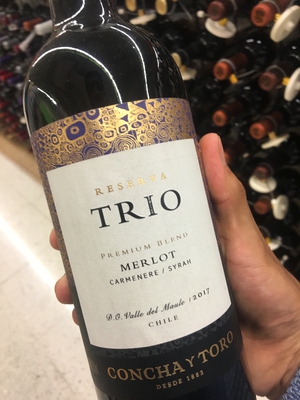 RESERVA
TRIO
PREMIUM BLEND
MERLOT
CARMENERE / SYRAH
D.O. Valle del Maule / 2017
CHILE
CONCHA Y TORO
DESDE 1883